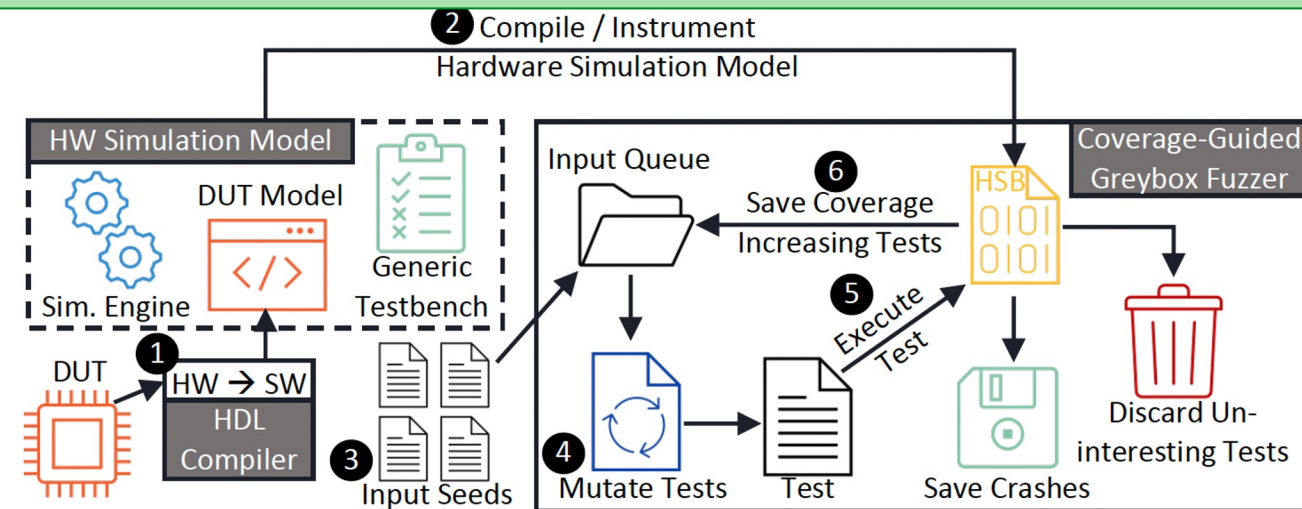 2 Compile / Instrument
Hardware Simulation Model
HW Simulation Model
DUT Model
Sim. Engine
Generic
Testbench
</>
1
DUT
HW → SW
HDL
Compiler
3
Input Seeds
Coverage-Guided
Greybox Fuzzer
Input Queue
6
Save Coverage
Increasing Tests
HSB
0101
0101
5
Execute
Test
4
Mutate Tests
Test
Save Crashes
Discard Un-
interesting Tests